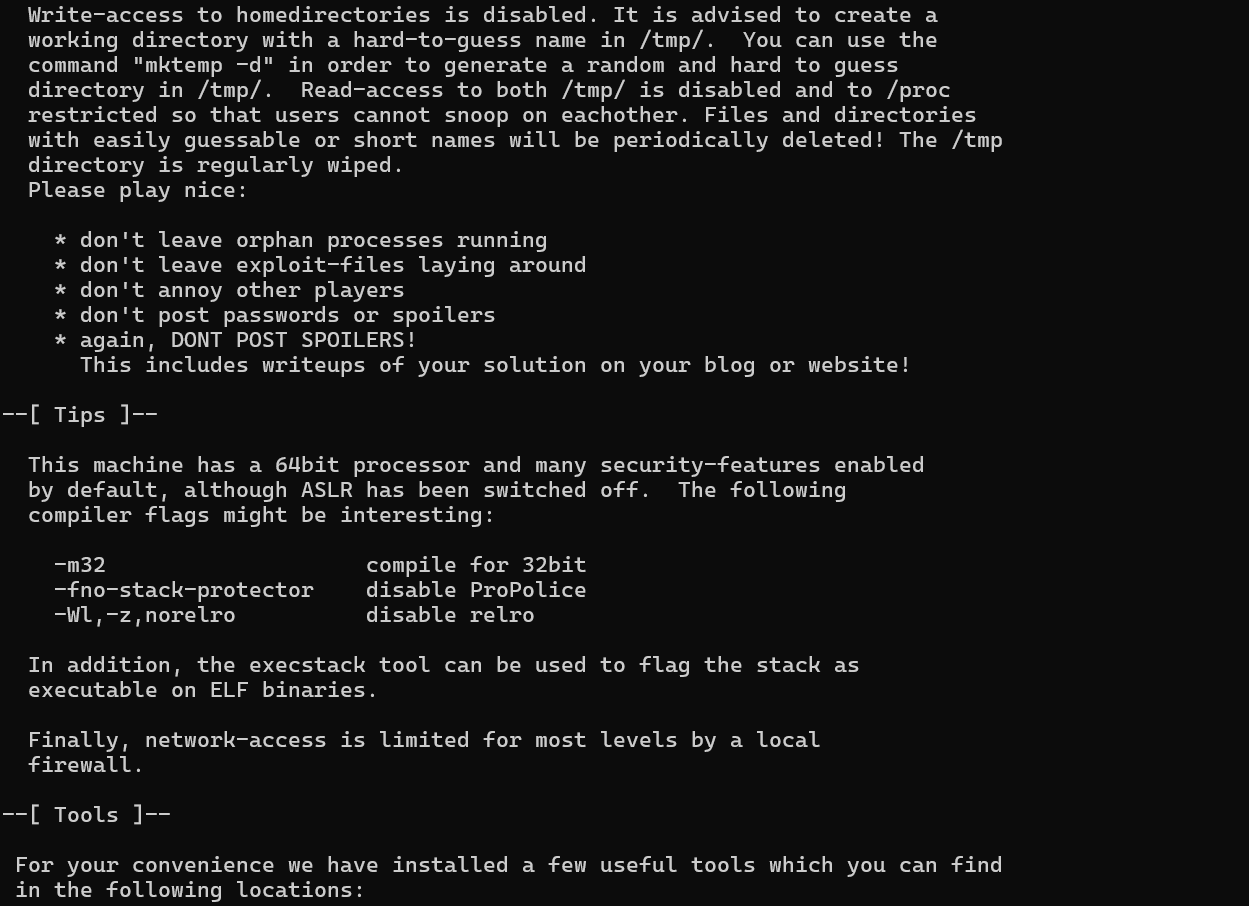 Write-access to homedirectories is disabled. It is advised to create a
working directory with a hard-to-guess name in /tmp/.  You can use the
command "mktemp -d" in order to generate a random and hard to guess
directory in /tmp/.  Read-access to both /tmp/ is disabled and to /proc
restricted so that users cannot snoop on eachother. Files and directories
with easily guessable or short names will be periodically deleted! The /tmp
directory is regularly wiped.
Please play nice:
* don't leave orphan processes running
* don't leave exploit-files laying around
* don't annoy other players
* don't post passwords or spoilers
* again, DONT POST SPOILERS!
This includes writeups of your solution on your blog or website!
--[ Tips ]--
This machine has a 64bit processor and many security-features enabled
by default, although ASLR has been switched off.  The following
compiler flags might be interesting:
-m32                    compile for 32bit
-fno-stack-protector    disable ProPolice
-Wl,-z,norelro          disable relro
In addition, the execstack tool can be used to flag the stack as
executable on ELF binaries.
Finally, network-access is limited for most levels by a local
firewall.
--[ Tools ]--
For your convenience we have installed a few useful tools which you can find
in the following locations: